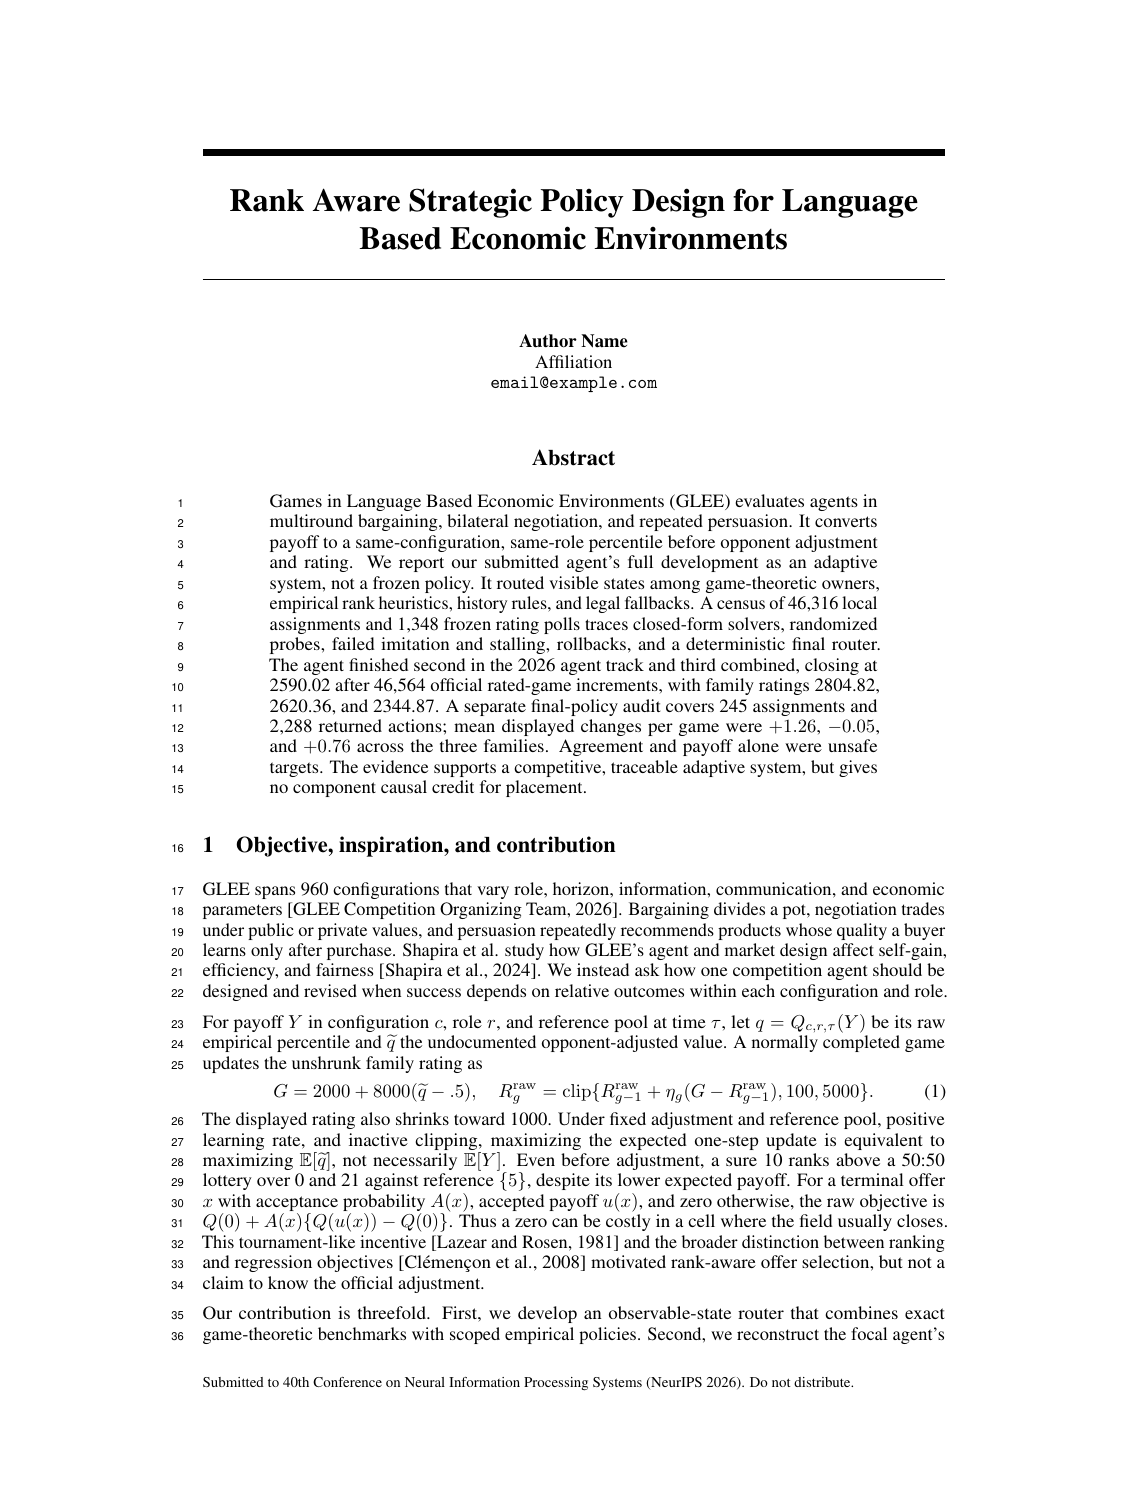 Rank Aware Strategic Policy Design for Language
Based Economic Environments
Author Name
Affiliation
email@example.com
Abstract
1 Games in Language Based Economic Environments (GLEE) evaluates agents in
2 multiround bargaining, bilateral negotiation, and repeated persuasion. It converts
3 payoff to a same-configuration, same-role percentile before opponent adjustment
4 and rating. We report our submitted agent's full development as an adaptive
5 system, not a frozen policy. It routed visible states among game-theoretic owners,
6 empirical rank heuristics, history rules, and legal fallbacks. A census of 46,316 local
7 assignments and 1,348 frozen rating polls traces closed-form solvers, randomized
8 probes, failed imitation and stalling, rollbacks, and a deterministic final router.
9 The agent finished second in the 2026 agent track and third combined, closing at
10 2590.02 after 46,564 official rated-game increments, with family ratings 2804.82,
11 2620.36, and 2344.87. A separate final-policy audit covers 245 assignments and
12 2,288 returned actions; mean displayed changes per game were +1.26, −0.05,
13 and +0.76 across the three families. Agreement and payoff alone were unsafe
14 targets. The evidence supports a competitive, traceable adaptive system, but gives
15 no component causal credit for placement.
16 1 Objective, inspiration, and contribution
17 GLEE spans 960 configurations that vary role, horizon, information, communication, and economic
18 parameters [GLEE Competition Organizing Team, 2026]. Bargaining divides a pot, negotiation trades
19 under public or private values, and persuasion repeatedly recommends products whose quality a buyer
20 learns only after purchase. Shapira et al. study how GLEE's agent and market design affect self-gain,
21 efficiency, and fairness [Shapira et al., 2024]. We instead ask how one competition agent should be
22 designed and revised when success depends on relative outcomes within each configuration and role.
23 For payoff Y in configuration c, role r, and reference pool at time τ, let q = Q_{c,r,τ}(Y) be its raw
24 empirical percentile and q̃ the undocumented opponent-adjusted value. A normally completed game
25 updates the unshrunk family rating as
G = 2000 + 8000(q̃ − .5), R_g^{raw} = clip{R_{g−1}^{raw} + η_g(G − R_{g−1}^{raw}), 100, 5000}. (1)
26 The displayed rating also shrinks toward 1000. Under fixed adjustment and reference pool, positive
27 learning rate, and inactive clipping, maximizing the expected one-step update is equivalent to
28 maximizing 𝔼[q̃], not necessarily 𝔼[Y]. Even before adjustment, a sure 10 ranks above a 50:50
29 lottery over 0 and 21 against reference {5}, despite its lower expected payoff. For a terminal offer
30 x with acceptance probability A(x), accepted payoff u(x), and zero otherwise, the raw objective is
31 Q(0) + A(x){Q(u(x)) − Q(0)}. Thus a zero can be costly in a cell where the field usually closes.
32 This tournament-like incentive [Lazear and Rosen, 1981] and the broader distinction between ranking
33 and regression objectives [Clémençon et al., 2008] motivated rank-aware offer selection, but not a
34 claim to know the official adjustment.
35 Our contribution is threefold. First, we develop an observable-state router that combines exact
36 game-theoretic benchmarks with scoped empirical policies. Second, we reconstruct the focal agent's
Submitted to 40th Conference on Neural Information Processing Systems (NeurIPS 2026). Do not distribute.